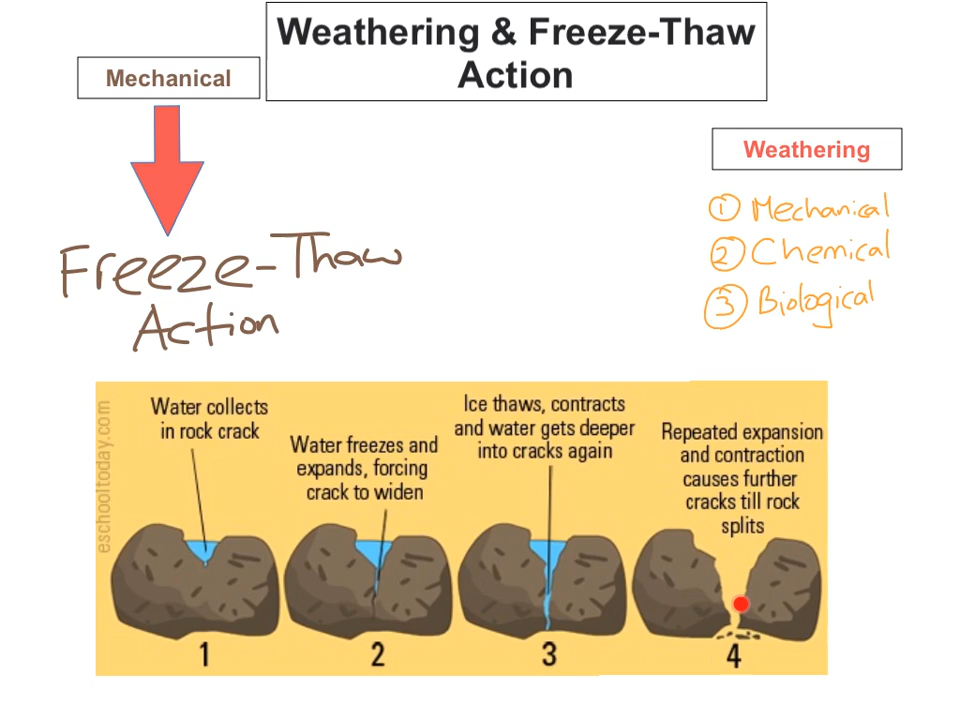 Weathering & Freeze-Thaw
Action
Mechanical
Weathering
① Mechanical
② Chemical
③ Biological
Freeze-Thaw
Action
eschooltoday.com
Water collects
in rock crack
Water freezes and
expands, forcing
crack to widen
Ice thaws, contracts
and water gets deeper
into cracks again
Repeated expansion
and contraction
causes further
cracks till rock
splits
1
2
3
4